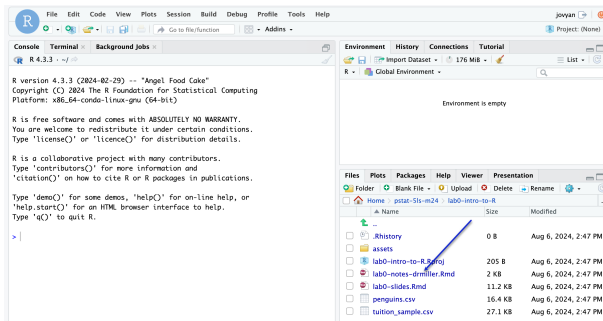 File Edit Code View Plots Session Build Debug Profile Tools Help
jovyan
Go to file/function
Addins
Project: (None)
Console Terminal × Background Jobs ×
R 4.3.3 · ~/
R version 4.3.3 (2024-02-29) -- "Angel Food Cake"
Copyright (C) 2024 The R Foundation for Statistical Computing
Platform: x86_64-conda-linux-gnu (64-bit)
R is free software and comes with ABSOLUTELY NO WARRANTY.
You are welcome to redistribute it under certain conditions.
Type 'license()' or 'licence()' for distribution details.
R is a collaborative project with many contributors.
Type 'contributors()' for more information and
'citation()' on how to cite R or R packages in publications.
Type 'demo()' for some demos, 'help()' for on-line help, or
'help.start()' for an HTML browser interface to help.
Type 'q()' to quit R.
>
Environment History Connections Tutorial
Import Dataset 176 MiB List
R Global Environment
Environment is empty
Files Plots Packages Help Viewer Presentation
Folder Blank File Upload Delete Rename
Home pstat-5ls-m24 lab0-intro-to-R
Name Size Modified
..
.Rhistory 0 B Aug 6, 2024, 2:47 PM
assets
lab0-intro-to-R.Rproj 205 B Aug 6, 2024, 2:47 PM
lab0-notes-drmiller.Rmd 2 KB Aug 6, 2024, 2:47 PM
lab0-slides.Rmd 11.2 KB Aug 6, 2024, 2:47 PM
penguins.csv 16.4 KB Aug 6, 2024, 2:47 PM
tuition_sample.csv 27.1 KB Aug 6, 2024, 2:47 PM